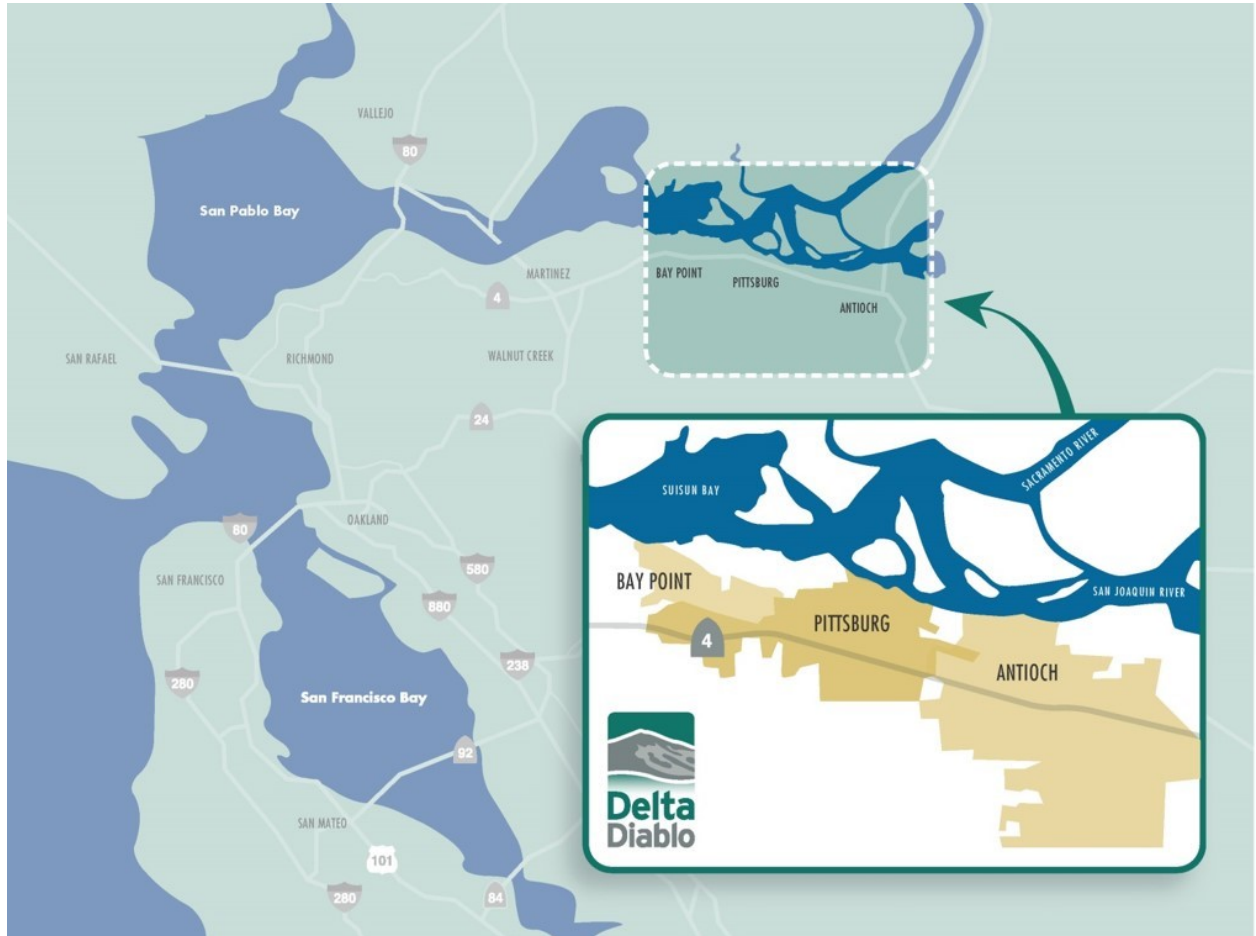 VALLEJO
80
San Pablo Bay
MARTINEZ
4
BAY POINT
PITTSBURG
ANTIOCH
SAN RAFAEL
RICHMOND
WALNUT CREEK
24
80
OAKLAND
SAN FRANCISCO
580
880
238
280
San Francisco Bay
92
SAN MATEO
101
280
84
SUISUN BAY
SACRAMENTO RIVER
SAN JOAQUIN RIVER
BAY POINT
PITTSBURG
4
ANTIOCH
Delta
Diablo